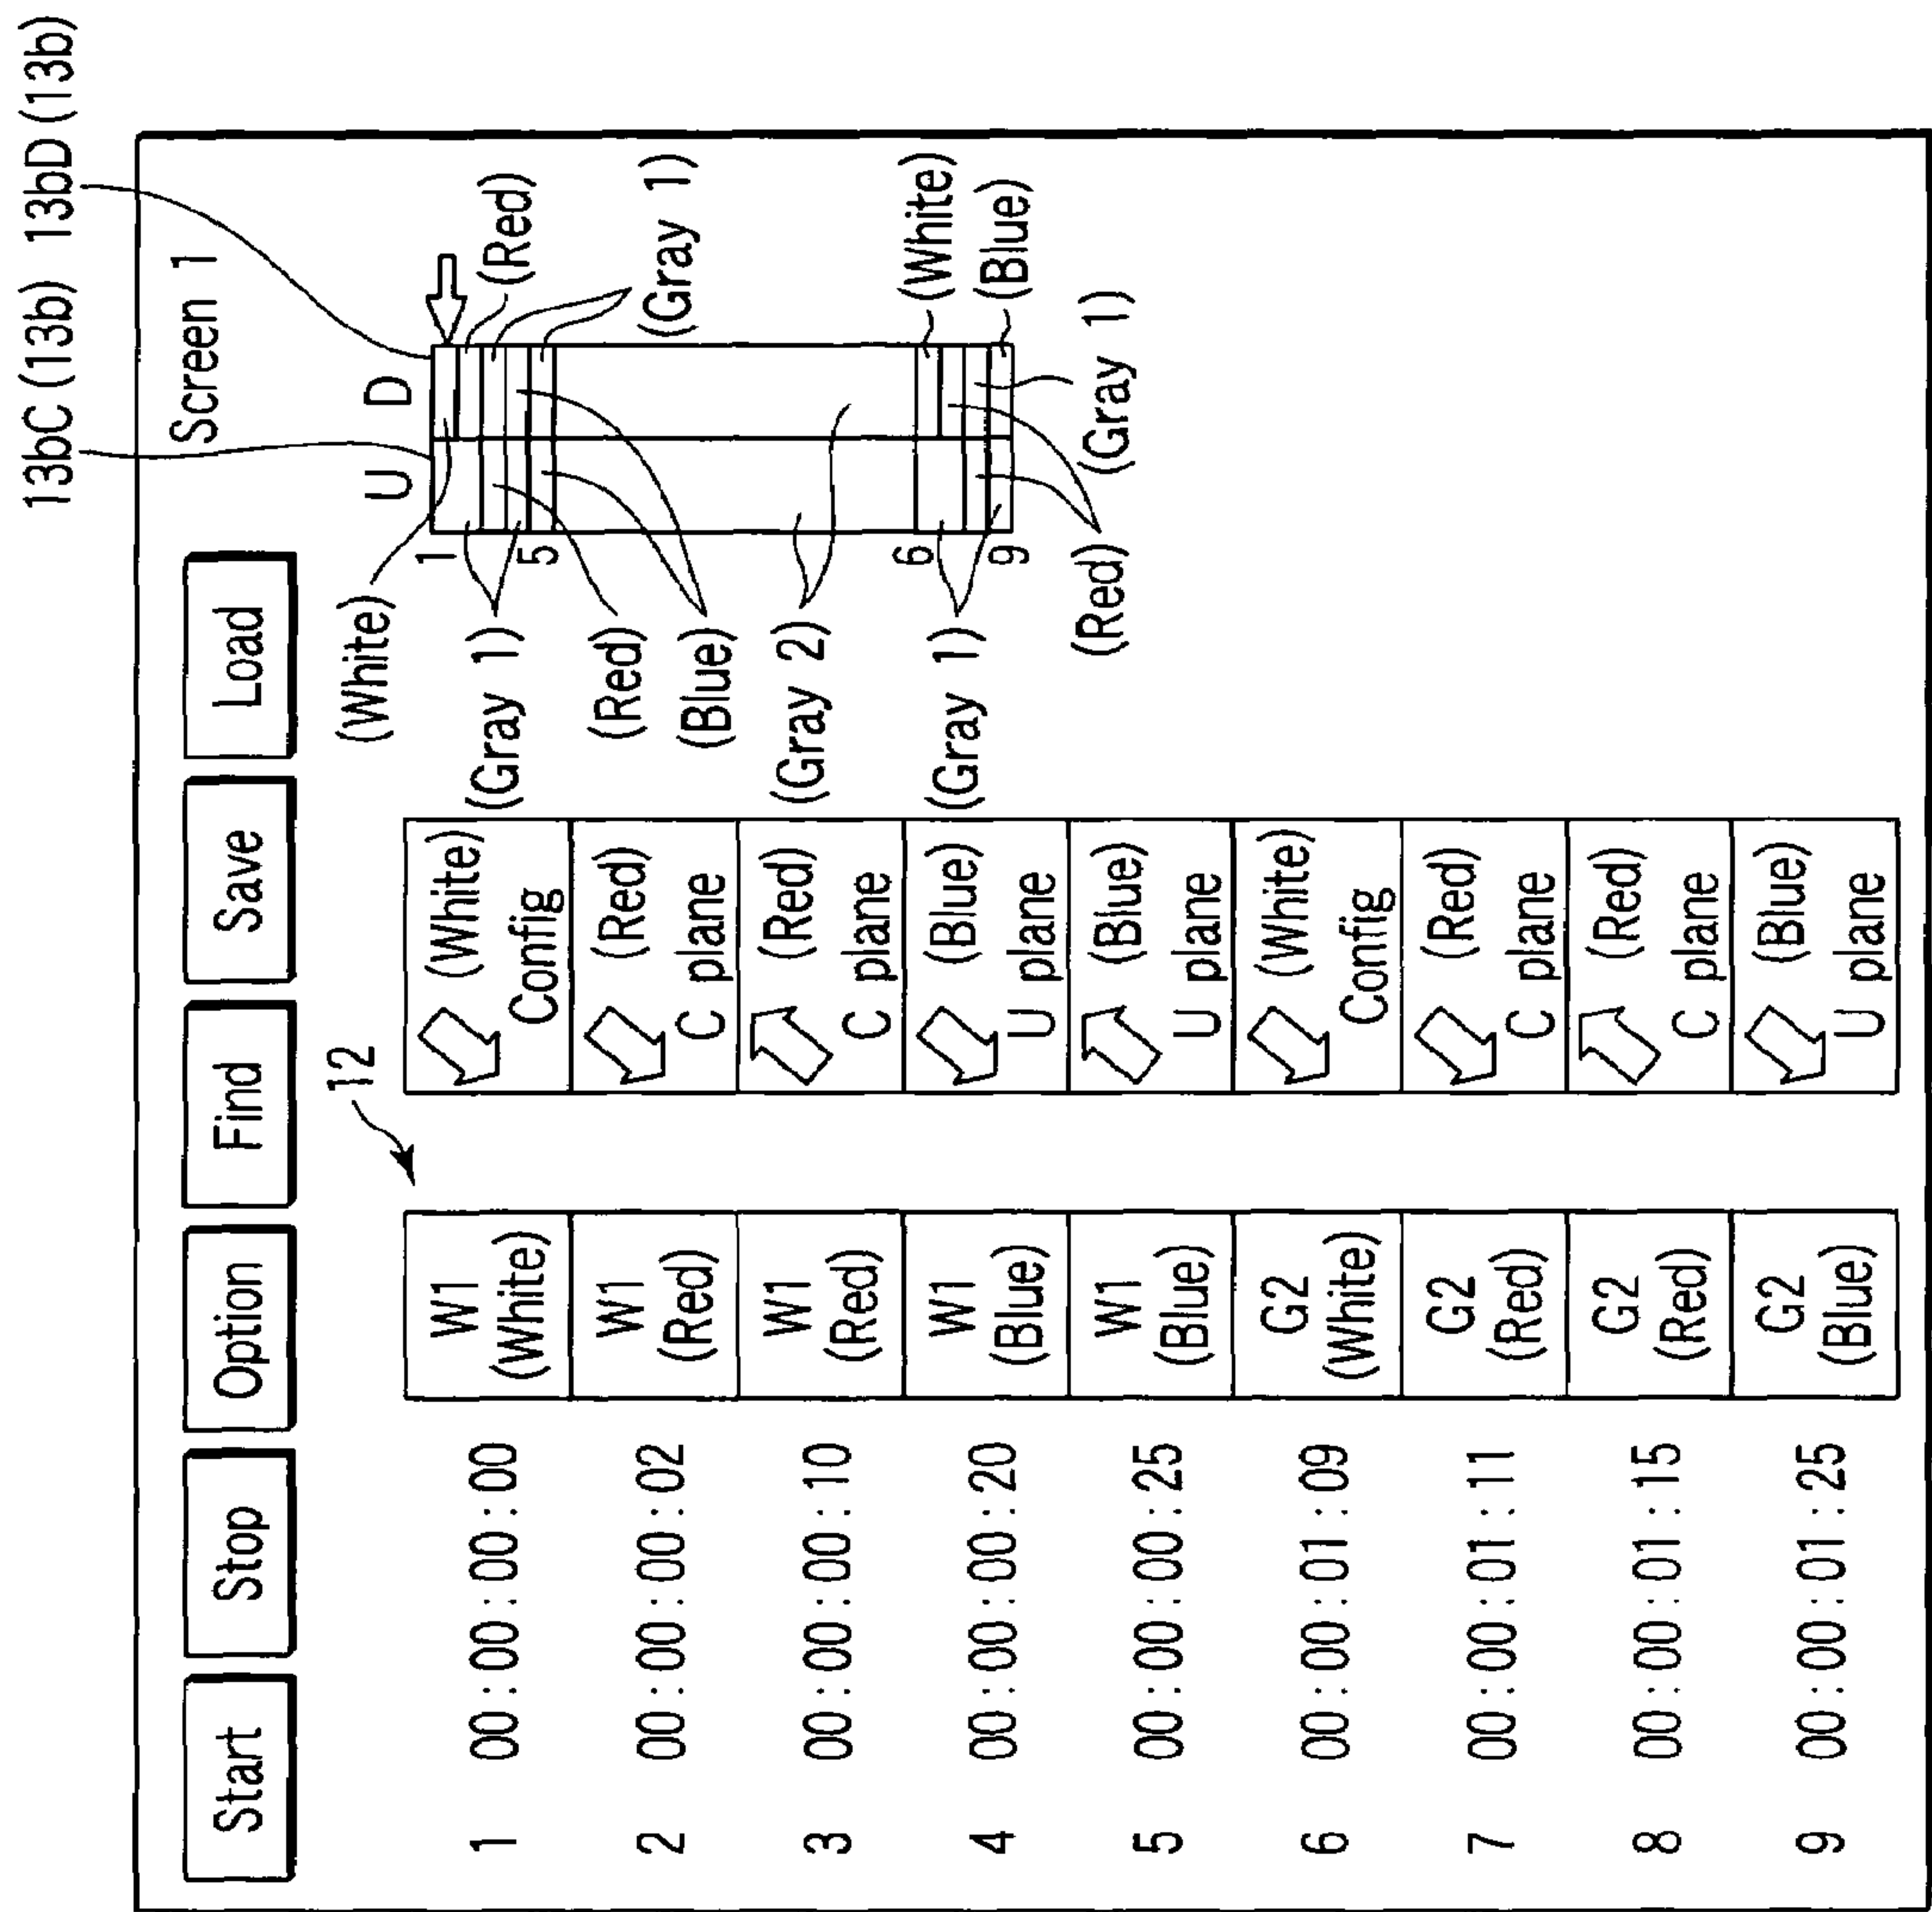 13bC (13b) 13bD (13b)
Screen 1
Start Stop Option Find Save Load
12
U D
(White)
1
(Red)
(Gray 1)
5
(Gray 1)
(Red)
(Blue)
(Gray 2)
6
(White)
(Gray 1)
9
(Blue)
(Red)
(Gray 1)
1 00:00:00:00 W1 (White) (White) Config
2 00:00:00:02 W1 (Red) (Red) C plane
3 00:00:00:10 W1 (Red) (Red) C plane
4 00:00:00:20 W1 (Blue) (Blue) U plane
5 00:00:00:25 W1 (Blue) (Blue) U plane
6 00:00:01:09 G2 (White) (White) Config
7 00:00:01:11 G2 (Red) (Red) C plane
8 00:00:01:15 G2 (Red) (Red) C plane
9 00:00:01:25 G2 (Blue) (Blue) U plane